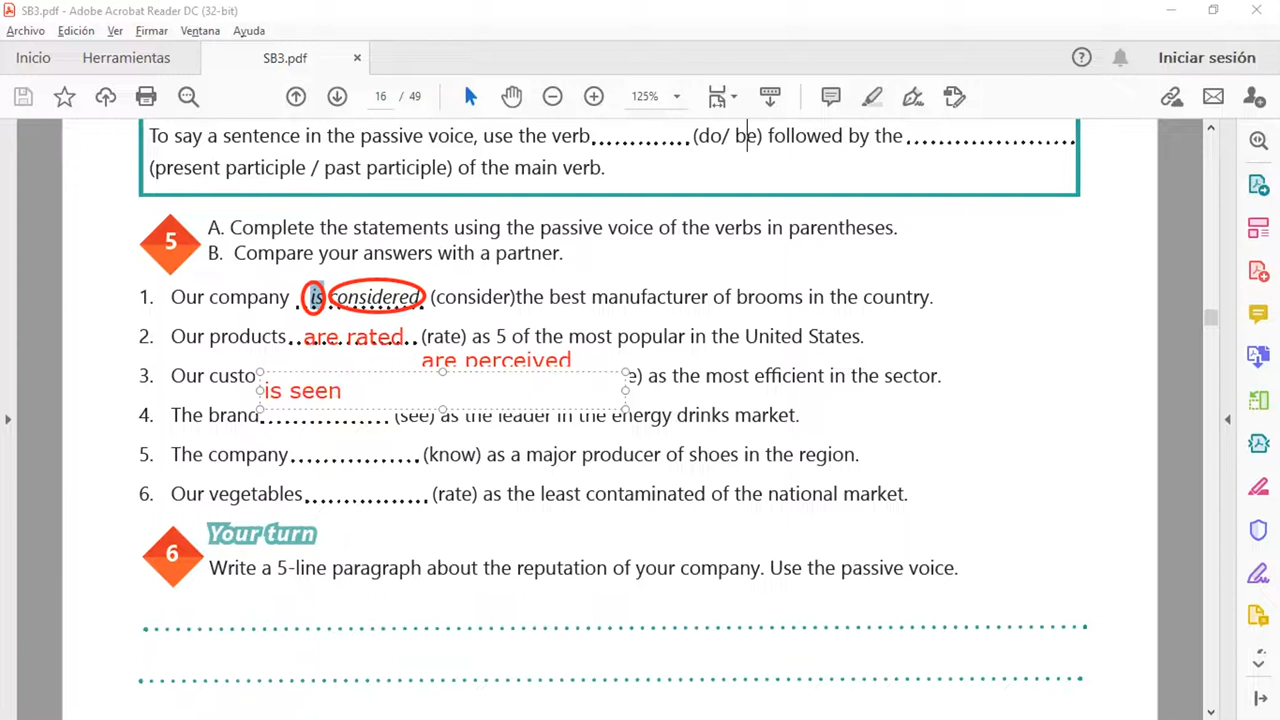 SB3.pdf - Adobe Acrobat Reader DC (32-bit)
Archivo Edición Ver Firmar Ventana Ayuda
Inicio Herramientas SB3.pdf × Iniciar sesión
16 / 49 125%
To say a sentence in the passive voice, use the verb............(do/ be) followed by the .....................
(present participle / past participle) of the main verb.
5 A. Complete the statements using the passive voice of the verbs in parentheses.
B. Compare your answers with a partner.
1. Our company is considered (consider)the best manufacturer of brooms in the country.
2. Our products are rated (rate) as 5 of the most popular in the United States.
are perceived
3. Our custo e) as the most efficient in the sector.
is seen
4. The brand................ (see) as the leader in the energy drinks market.
5. The company................ (know) as a major producer of shoes in the region.
6. Our vegetables............... (rate) as the least contaminated of the national market.
Your turn
6 Write a 5-line paragraph about the reputation of your company. Use the passive voice.